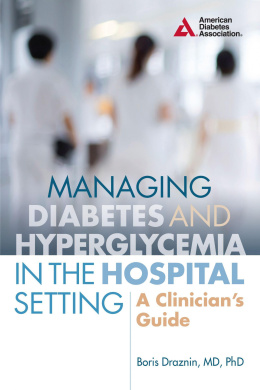 American
Diabetes
Association®
MANAGING
DIABETES AND
HYPERGLYCEMIA
IN THE HOSPITAL
SETTING
A Clinician's
Guide
Boris Draznin, MD, PhD